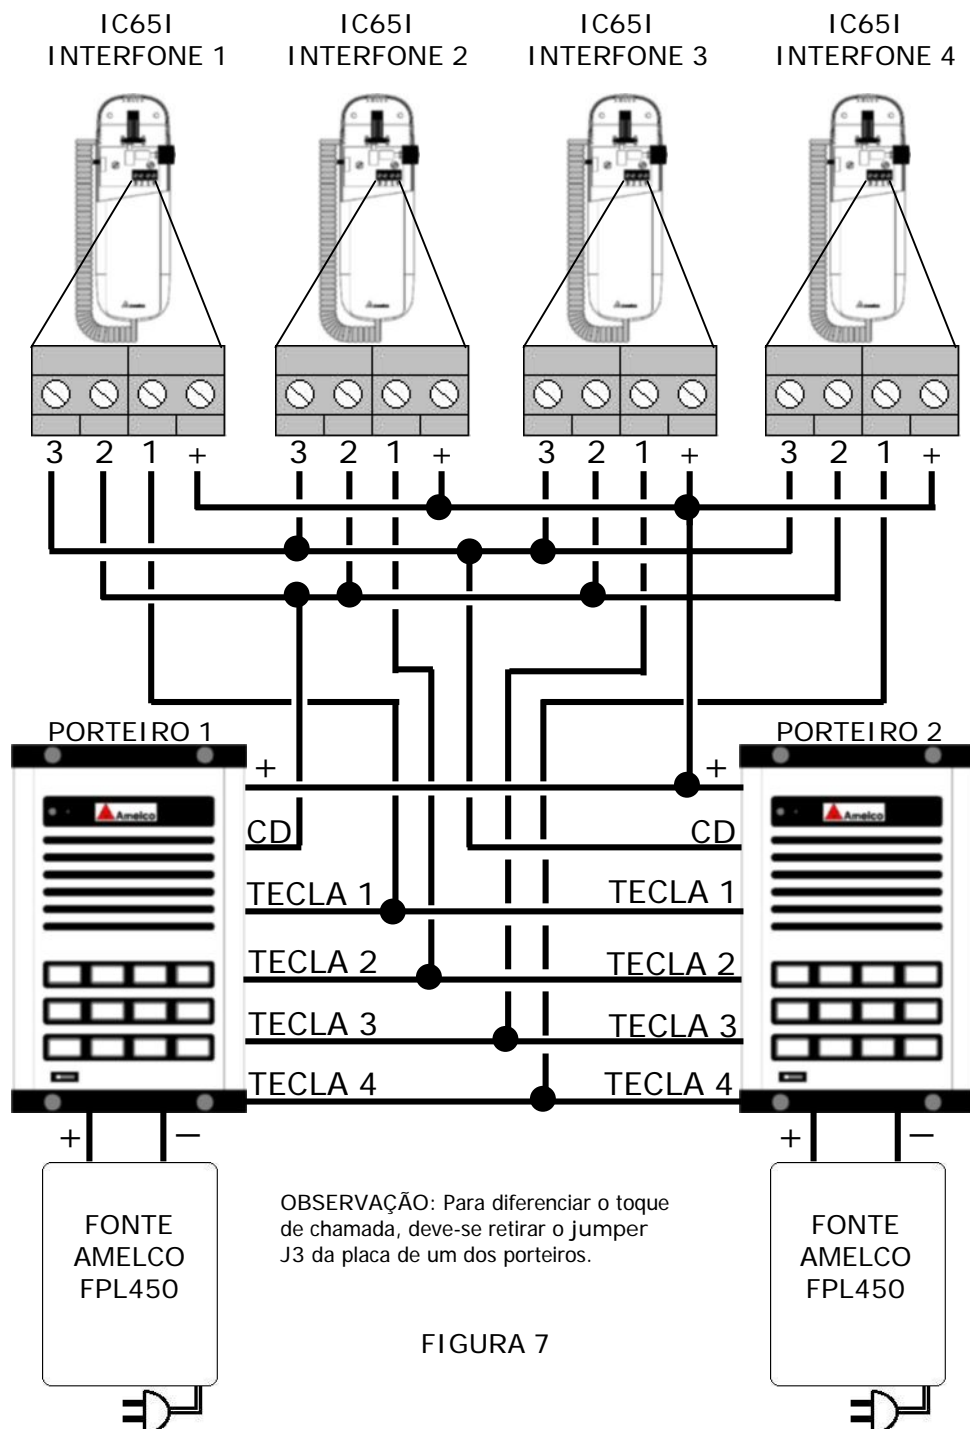 IC65I
INTERFONE 1
IC65I
INTERFONE 2
IC65I
INTERFONE 3
IC65I
INTERFONE 4
3 2 1 +
3 2 1 +
3 2 1 +
3 2 1 +
PORTEIRO 1
PORTEIRO 2
Amelco
Amelco
+ +
CD CD
TECLA 1 TECLA 1
TECLA 2 TECLA 2
TECLA 3 TECLA 3
TECLA 4 TECLA 4
+ −
+ −
FONTE
AMELCO
FPL450
OBSERVAÇÃO: Para diferenciar o toque
de chamada, deve-se retirar o jumper
J3 da placa de um dos porteiros.
FONTE
AMELCO
FPL450
FIGURA 7